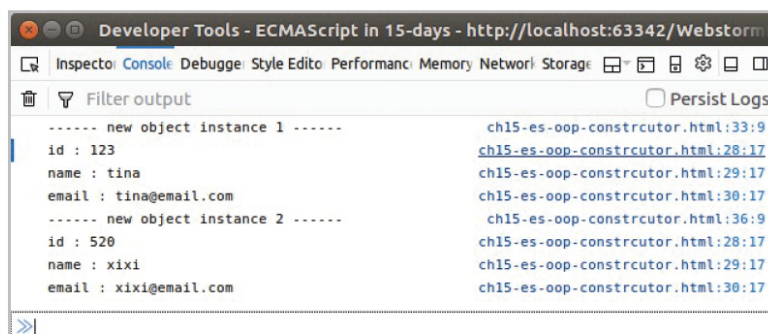 Developer Tools - ECMAScript in 15-days - http://localhost:63342/Webstorm
Inspecto Console Debugge Style Edito Performanc Memory Network Storage
Filter output Persist Logs
------ new object instance 1 ------ ch15-es-oop-constrcutor.html:33:9
id : 123 ch15-es-oop-constrcutor.html:28:17
name : tina ch15-es-oop-constrcutor.html:29:17
email : tina@email.com ch15-es-oop-constrcutor.html:30:17
------ new object instance 2 ------ ch15-es-oop-constrcutor.html:36:9
id : 520 ch15-es-oop-constrcutor.html:28:17
name : xixi ch15-es-oop-constrcutor.html:29:17
email : xixi@email.com ch15-es-oop-constrcutor.html:30:17